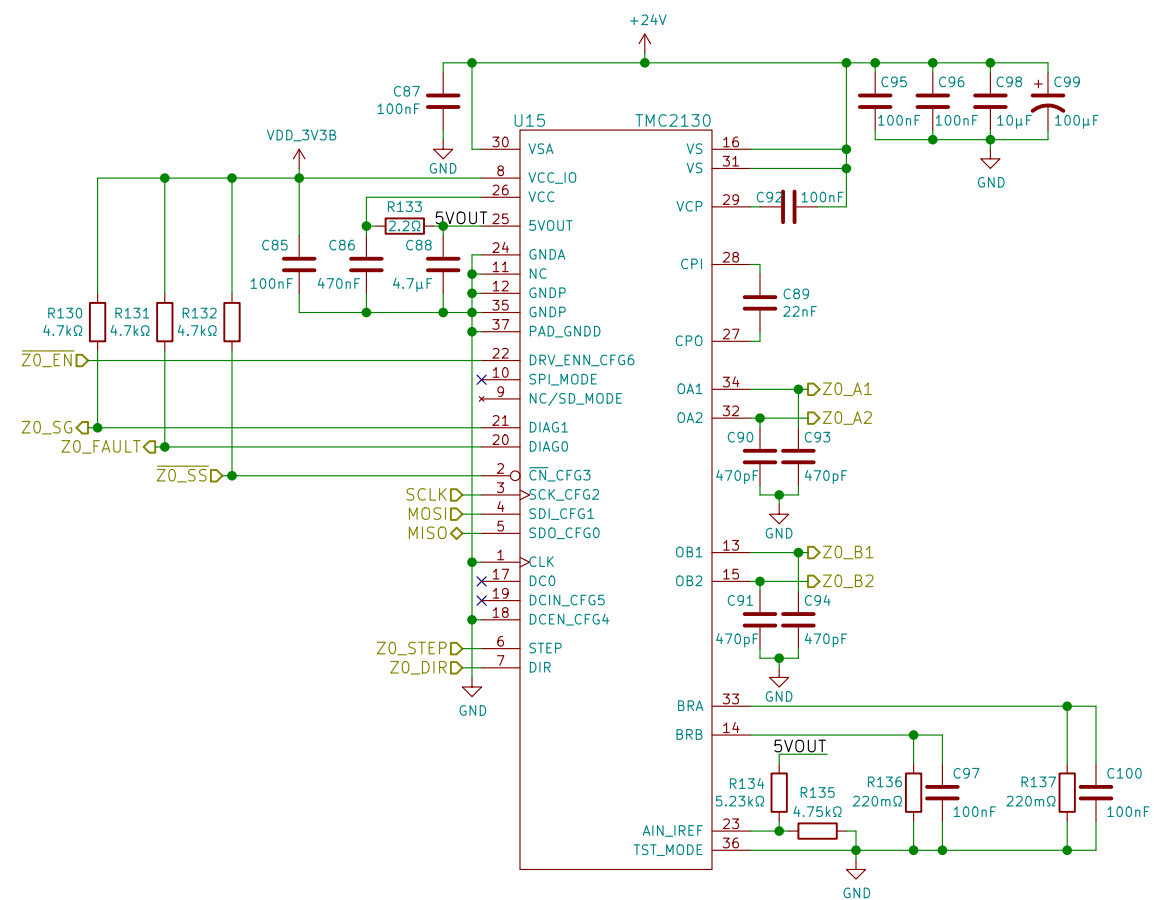 +24V
C87
100nF
GND
C95
100nF
C96
100nF
C98
10µF
+
C99
100µF
GND
U15
TMC2130
VDD_3V3B
30
VSA
8
VCC_IO
26
VCC
25
5VOUT
24
GNDA
11
NC
12
GNDP
35
GNDP
37
PAD_GNDD
22
DRV_ENN_CFG6
10
SPI_MODE
9
NC/SD_MODE
21
DIAG1
20
DIAG0
2
CN_CFG3
3
SCK_CFG2
4
SDI_CFG1
5
SDO_CFG0
1
CLK
17
DCO
19
DCIN_CFG5
18
DCEN_CFG4
6
STEP
7
DIR
R133
2.2Ω
5VOUT
C85
100nF
C86
470nF
C88
4.7µF
R130
4.7kΩ
R131
4.7kΩ
R132
4.7kΩ
Z0_EN
Z0_SG
Z0_FAULT
Z0_SS
SCLK
MOSI
MISO
Z0_STEP
Z0_DIR
GND
VS
16
VS
31
VCP
29
C92
100nF
CPI
28
C89
22nF
CPO
27
OA1
34
Z0_A1
OA2
32
Z0_A2
C90
470pF
C93
470pF
GND
OB1
13
Z0_B1
OB2
15
Z0_B2
C91
470pF
C94
470pF
GND
BRA
33
BRB
14
5VOUT
R134
5.23kΩ
R135
4.75kΩ
R136
220mΩ
C97
100nF
R137
220mΩ
C100
100nF
AIN_IREF
23
TST_MODE
36
GND